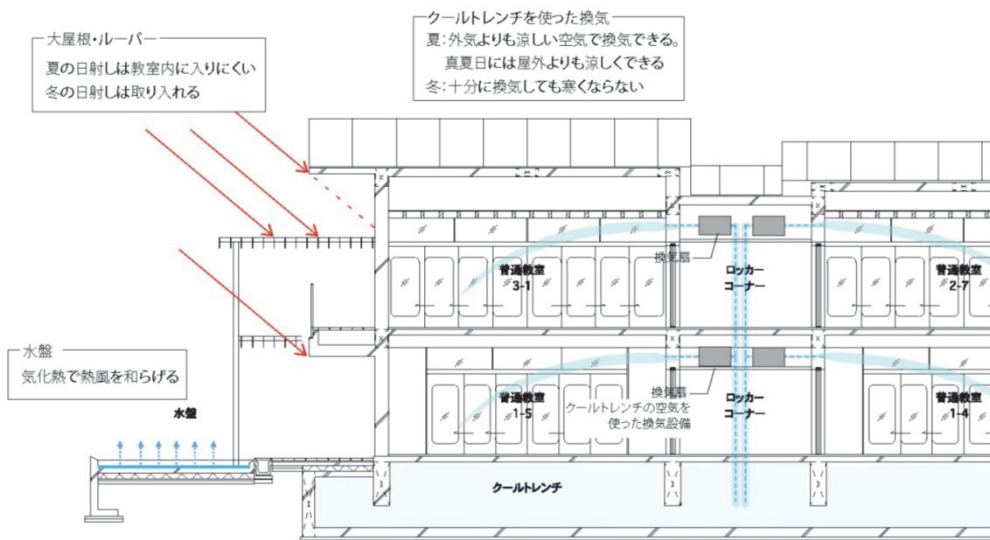 クールトレンチを使った換気
夏：外気よりも涼しい空気で換気できる。
真夏日には屋外よりも涼しくできる
冬：十分に換気しても寒くならない
大屋根・ルーバー
夏の日射しは教室内に入りにくい
冬の日射しは取り入れる
換気扇
普通教室
3-1
ロッカー
コーナー
普通教室
2-7
水盤
気化熱で熱風を和らげる
水盤
換気扇
クールトレンチの空気を
使った換気設備
普通教室
1-5
ロッカー
コーナー
普通教室
1-4
クールトレンチ